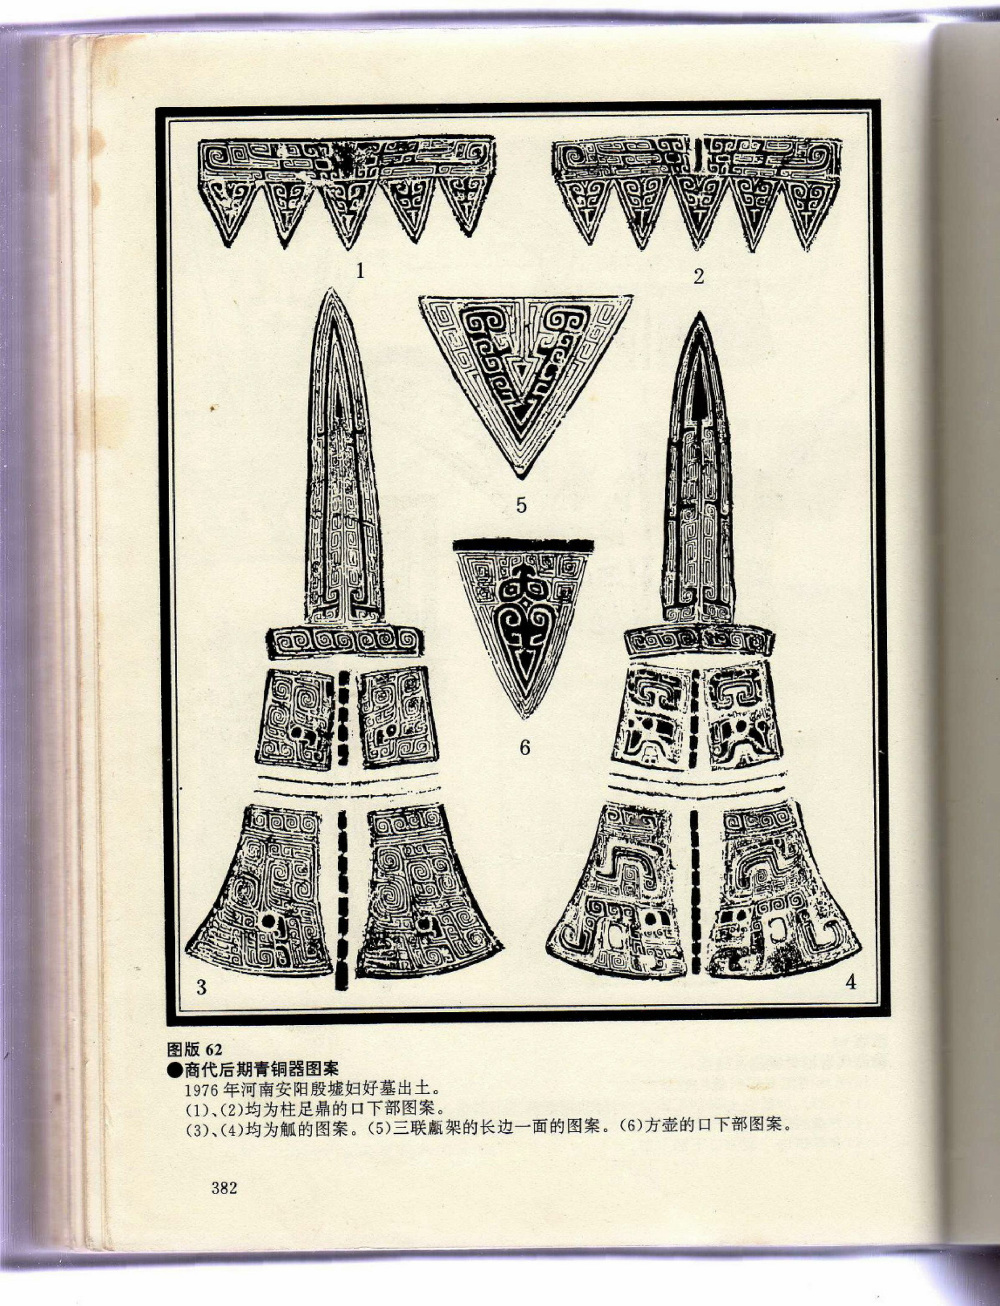 1
2
5
6
3
4
图版 62
●商代后期青铜器图案
1976 年河南安阳殷墟妇好墓出土。
(1)、(2)均为柱足鼎的口下部图案。
(3)、(4)均为觚的图案。(5)三联甗架的长边一面的图案。(6)方壶的口下部图案。
382